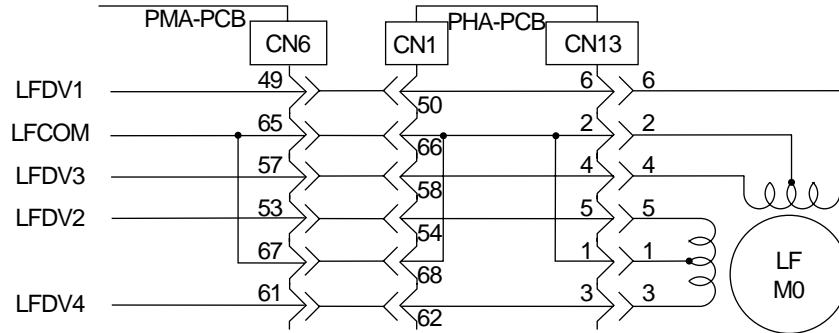 PMA-PCB PHA-PCB
CN6 CN1 CN13
LFDV1 49 50 6 6
LFCOM 65 66 2 2
LFDV3 57 58 4 4
LFDV2 53 54 5 5
67 68 1 1
LFDV4 61 62 3 3
LF
M0